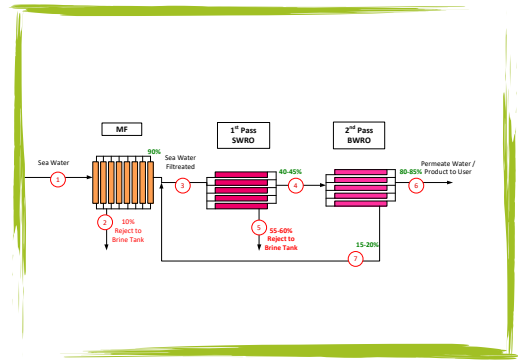 MF
1st Pass
SWRO
2nd Pass
BWRO
90%
Sea Water
Sea Water
Filtreated
40-45%
80-85%
Permeate Water /
Product to User
1
3
4
6
2
10%
Reject to
Brine Tank
5
55-60%
Reject to
Brine Tank
15-20%
7